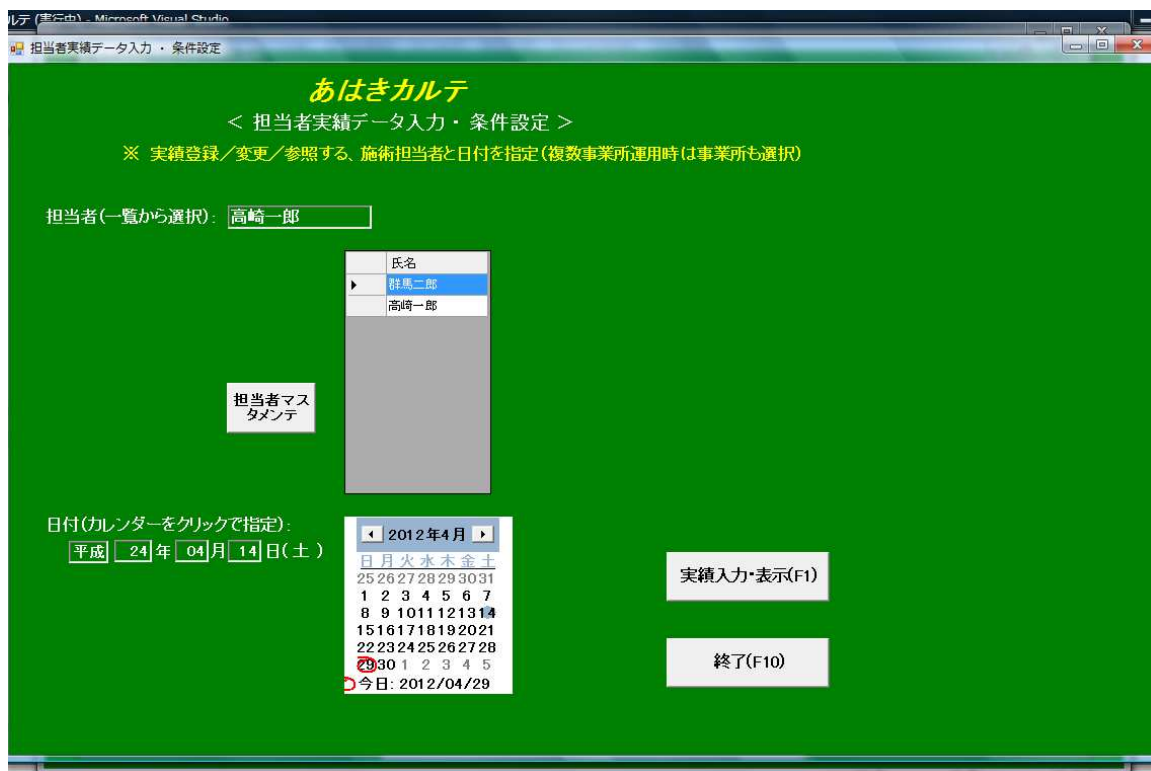 ルテ (実行中) - Microsoft Visual Studio
担当者実績データ入力 ・ 条件設定
あはきカルテ
＜ 担当者実績データ入力・ 条件設定 ＞
※ 実績登録／変更／参照する、施術担当者と日付を指定(複数事業所運用時は事業所も選択)
担当者(一覧から選択): 高崎一郎
氏名
群馬二郎
高崎一郎
担当者マス
タメンテ
日付(カレンダーをクリックで指定):
平成 24 年 04 月 14 日(土 )
2012年4月
日 月 火 水 木 金 土
25 26 27 28 29 30 31
1 2 3 4 5 6 7
8 9 10 11 12 13 14
15 16 17 18 19 20 21
22 23 24 25 26 27 28
29 30 1 2 3 4 5
今日: 2012/04/29
実績入力・表示(F1)
終了(F10)